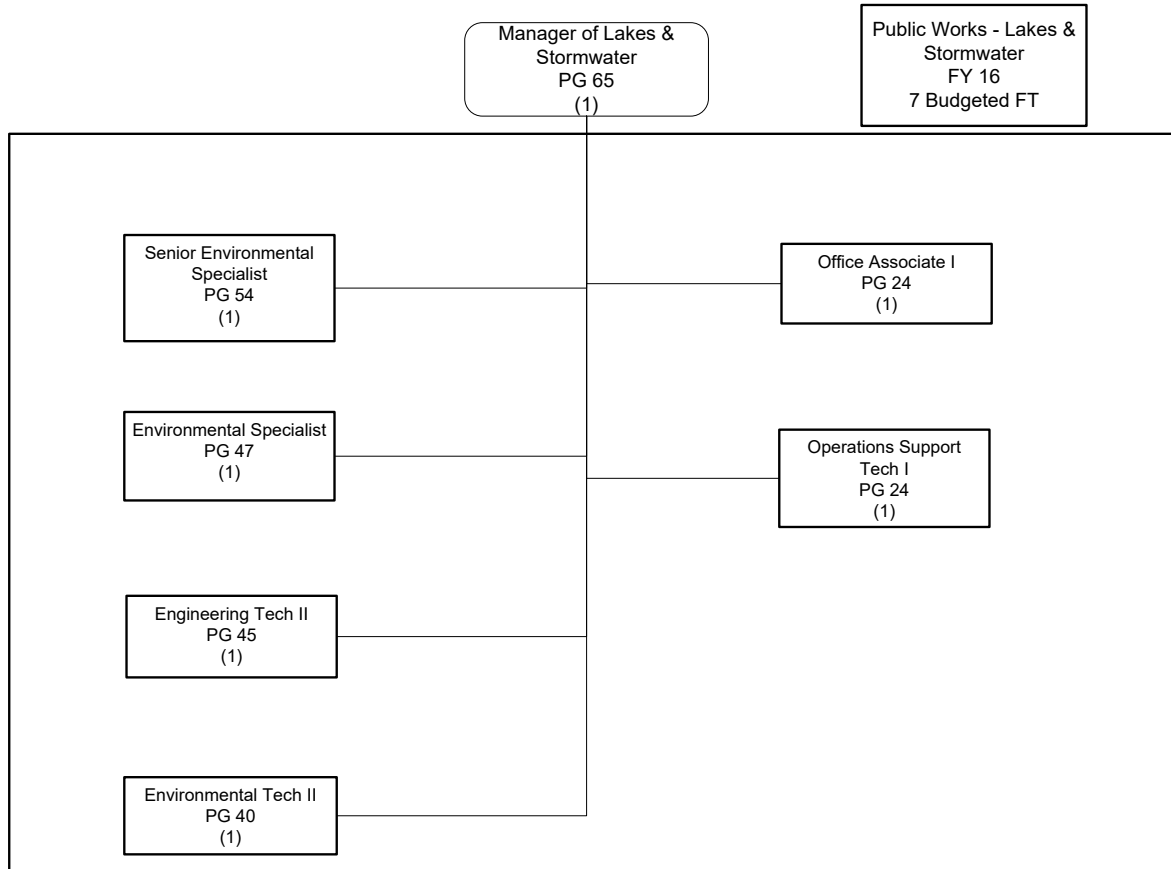 Manager of Lakes &
Stormwater
PG 65
(1)
Public Works - Lakes &
Stormwater
FY 16
7 Budgeted FT
Senior Environmental
Specialist
PG 54
(1)
Office Associate I
PG 24
(1)
Environmental Specialist
PG 47
(1)
Operations Support
Tech I
PG 24
(1)
Engineering Tech II
PG 45
(1)
Environmental Tech II
PG 40
(1)